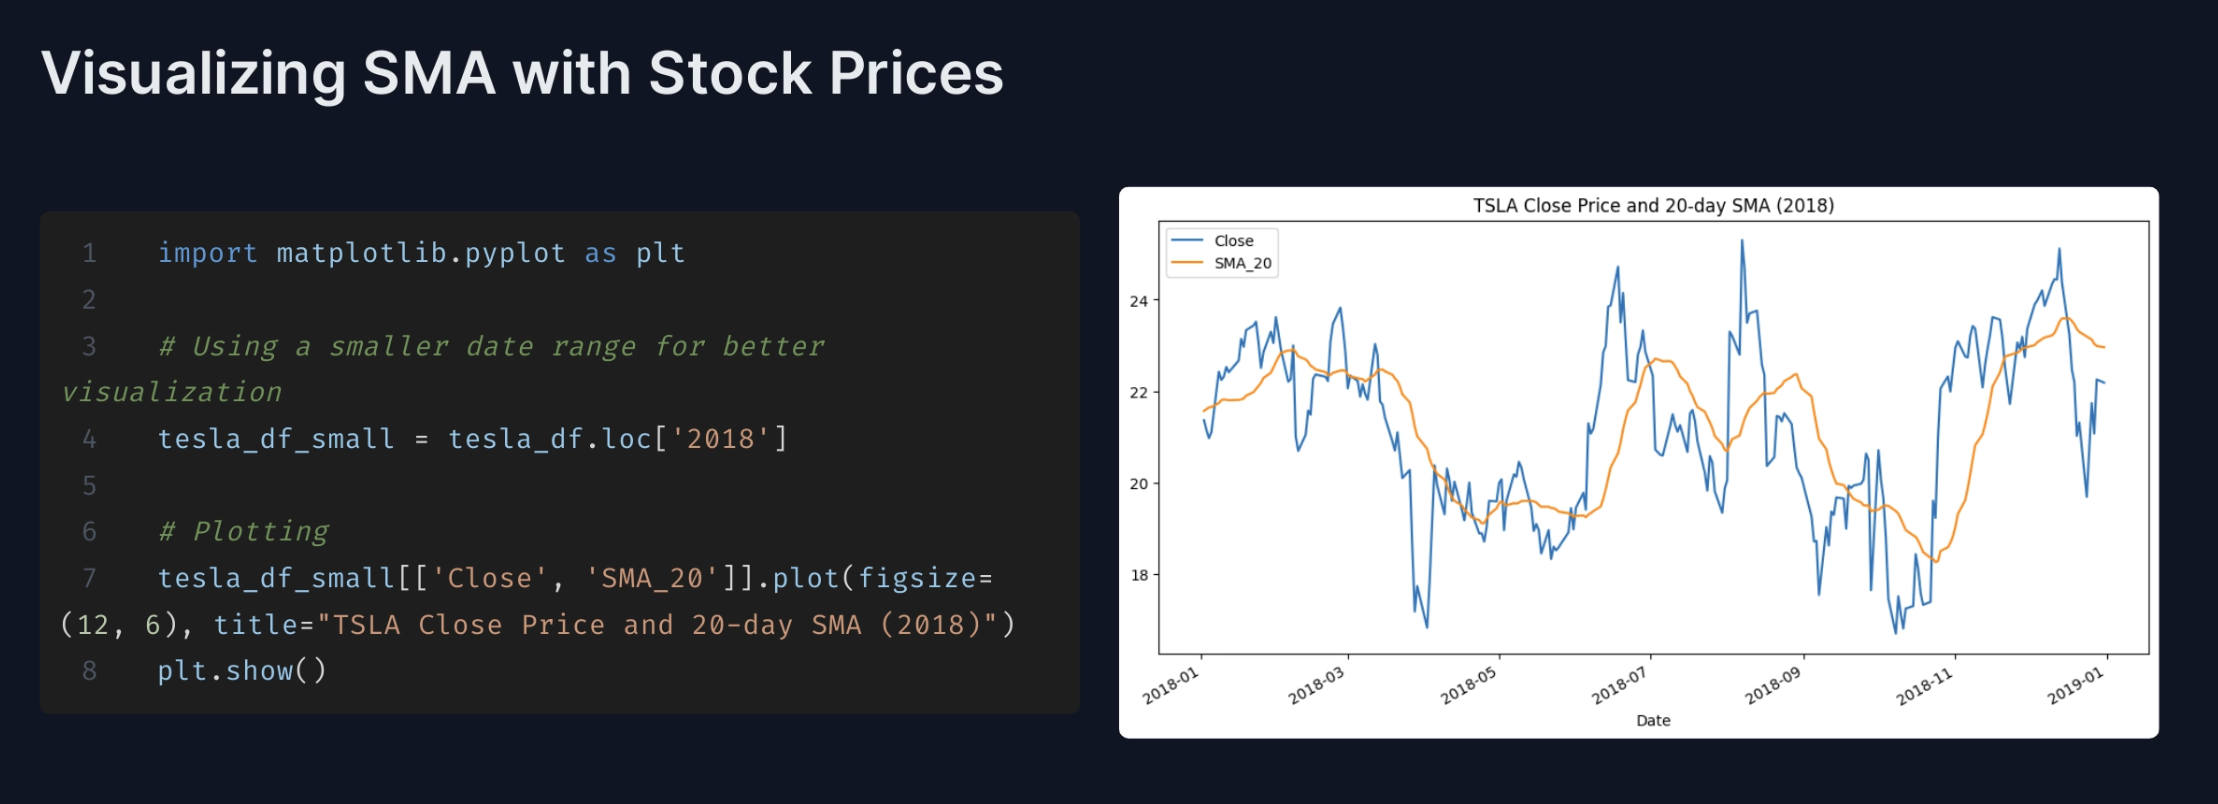 Visualizing SMA with Stock Prices
1 import matplotlib.pyplot as plt
2
3 # Using a smaller date range for better
visualization
4 tesla_df_small = tesla_df.loc['2018']
5
6 # Plotting
7 tesla_df_small[['Close', 'SMA_20']].plot(figsize=
(12, 6), title="TSLA Close Price and 20-day SMA (2018)")
8 plt.show()
TSLA Close Price and 20-day SMA (2018)
Close
SMA_20
24
22
20
18
2018-01
2018-03
2018-05
2018-07
2018-09
2018-11
2019-01
Date